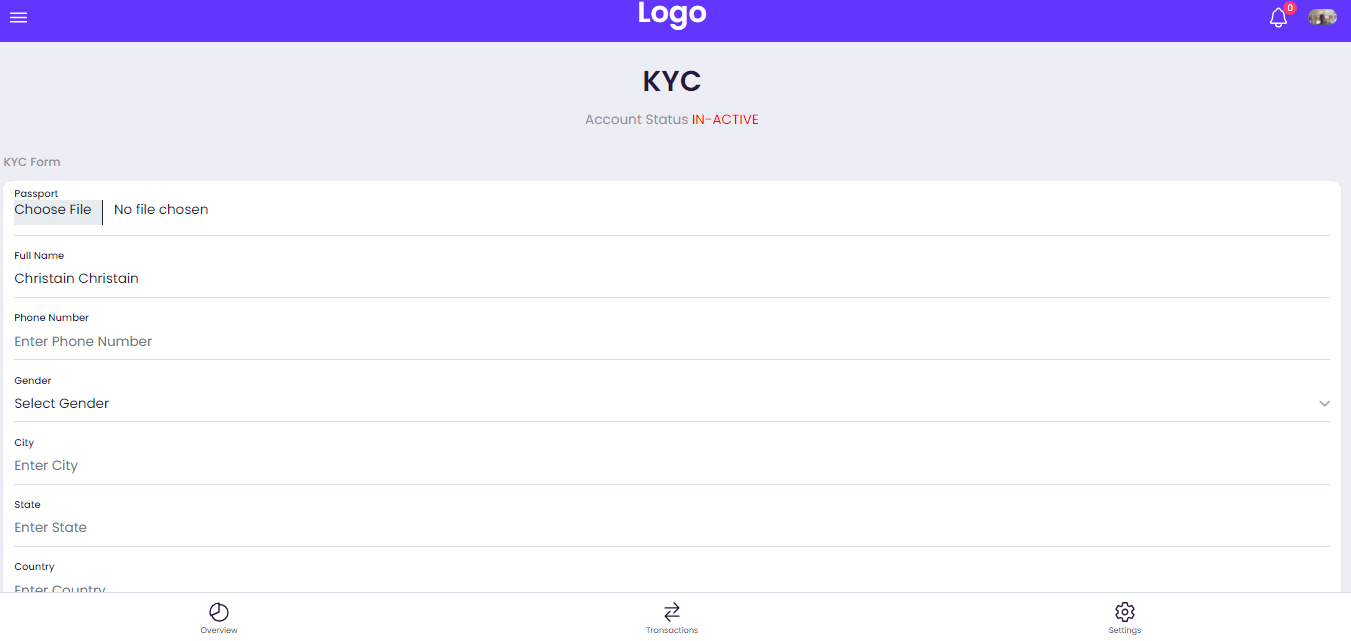 Logo
0
KYC
Account Status IN-ACTIVE
KYC Form
Passport
Choose File No file chosen
Full Name
Christain Christain
Phone Number
Enter Phone Number
Gender
Select Gender
City
Enter City
State
Enter State
Country
Enter Country
Overview Transactions Settings